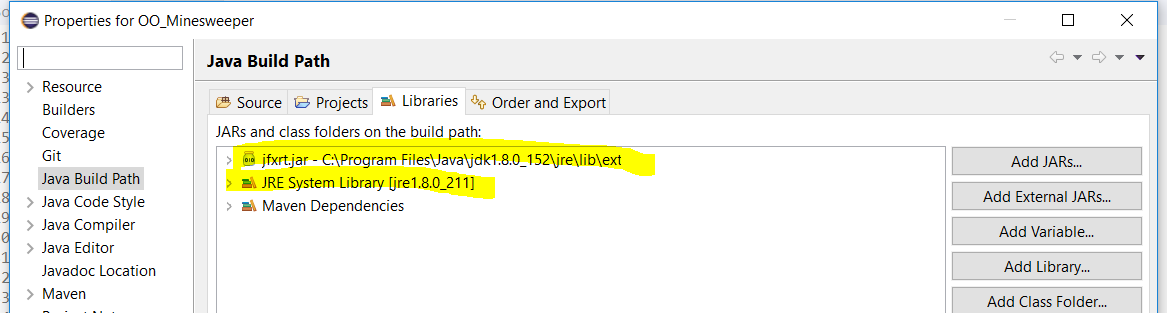 Properties for OO_Minesweeper
Java Build Path
Resource
Builders
Coverage
Git
Java Build Path
Java Code Style
Java Compiler
Java Editor
Javadoc Location
Maven
Source
Projects
Libraries
Order and Export
JARs and class folders on the build path:
jfxrt.jar - C:\Program Files\Java\jdk1.8.0_152\jre\lib\ext
JRE System Library [jre1.8.0_211]
Maven Dependencies
Add JARs...
Add External JARs...
Add Variable...
Add Library...
Add Class Folder...